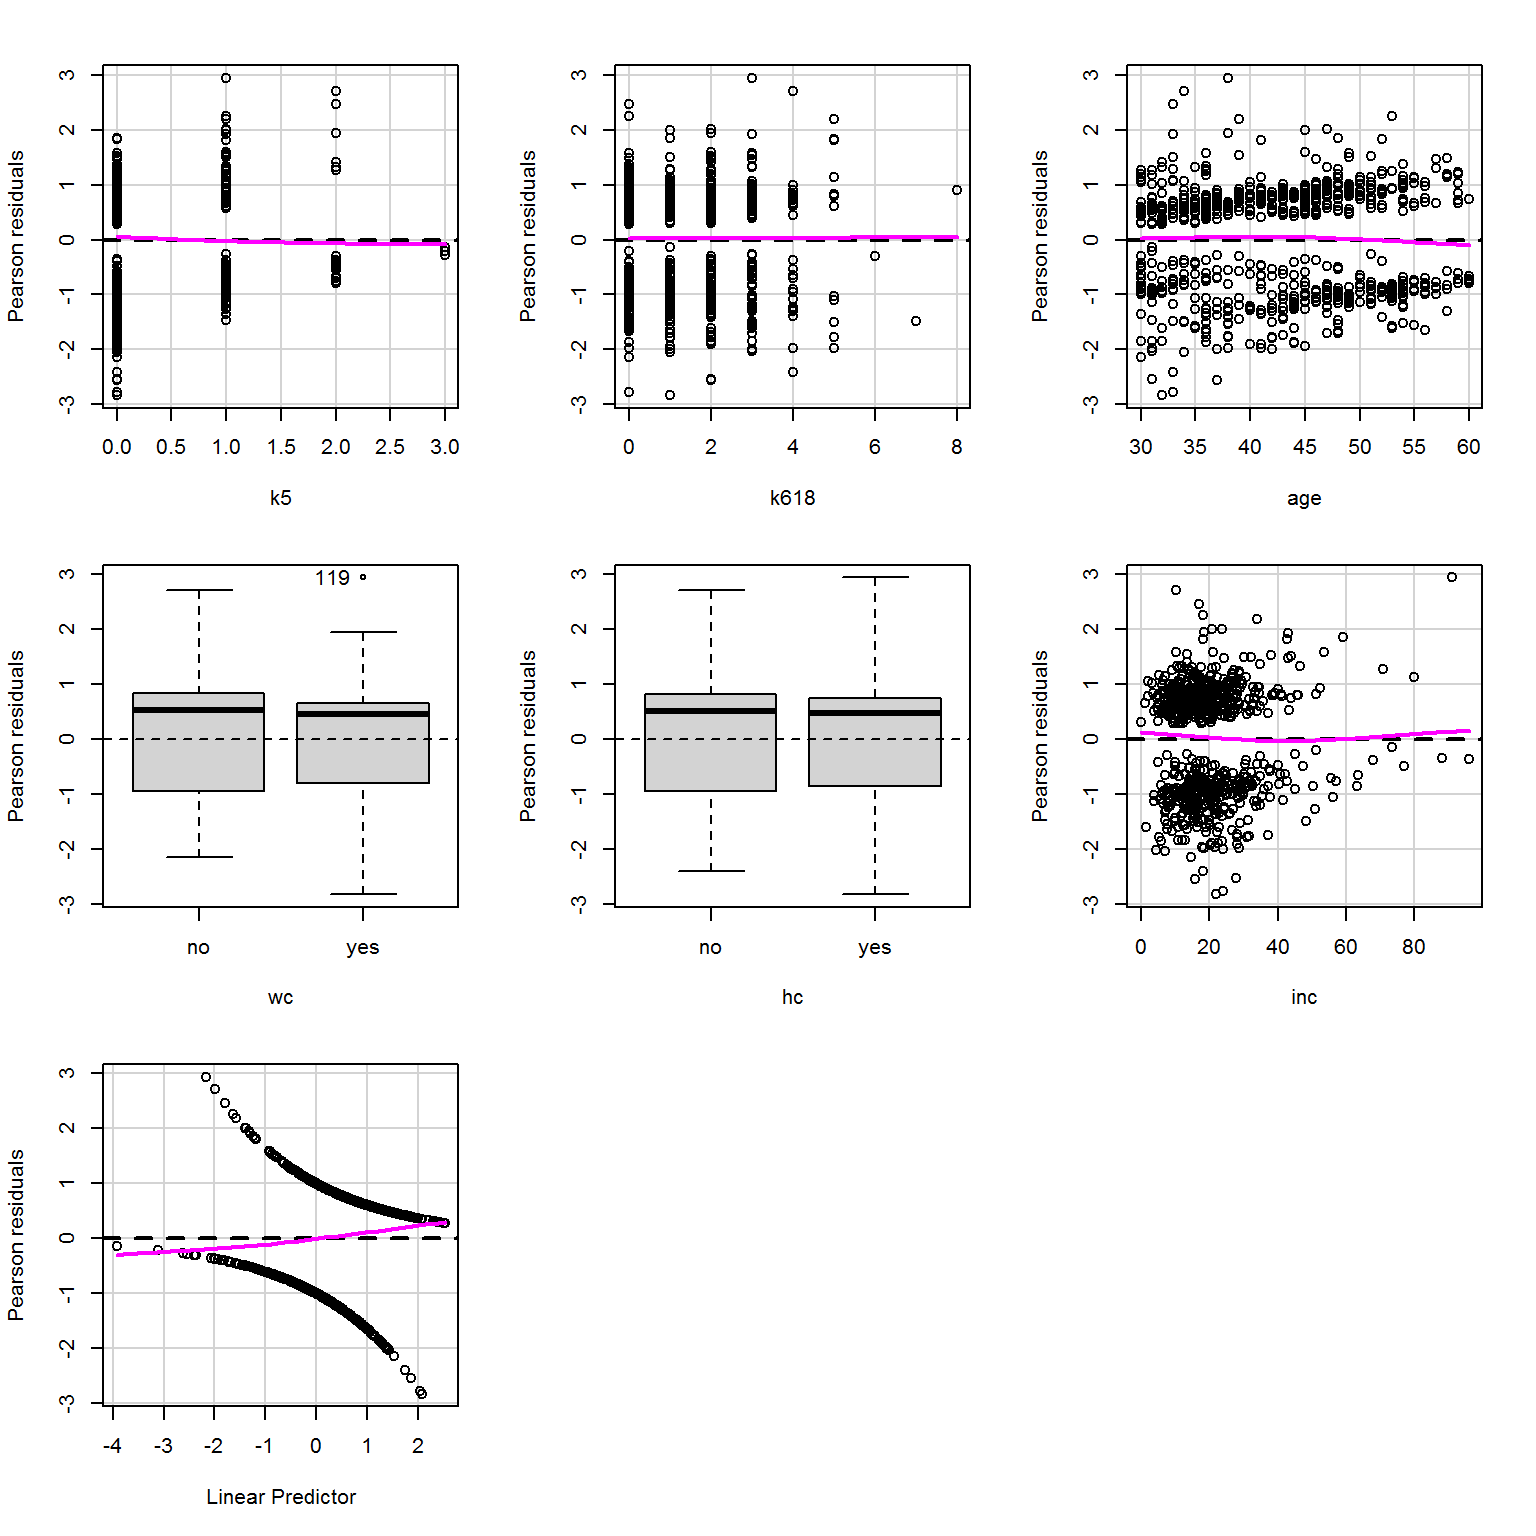 Pearson residuals
3
2
1
0
-1
-2
-3
0.0 0.5 1.0 1.5 2.0 2.5 3.0
k5
Pearson residuals
3
2
1
0
-1
-2
-3
0 2 4 6 8
k618
Pearson residuals
3
2
1
0
-1
-2
-3
30 35 40 45 50 55 60
age
Pearson residuals
3
2
1
0
-1
-2
-3
119
no yes
wc
Pearson residuals
3
2
1
0
-1
-2
-3
no yes
hc
Pearson residuals
3
2
1
0
-1
-2
-3
0 20 40 60 80
inc
Pearson residuals
3
2
1
0
-1
-2
-3
-4 -3 -2 -1 0 1 2
Linear Predictor